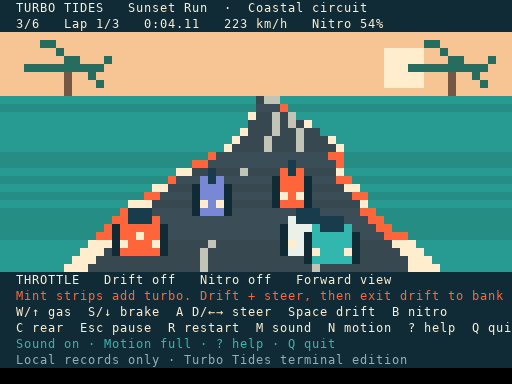 TURBO TIDES   Sunset Run  ·  Coastal circuit
3/6   Lap 1/3   0:04.11   223 km/h   Nitro 54%
THROTTLE   Drift off   Nitro off   Forward view
Mint strips add turbo. Drift + steer, then exit drift to bank
W/↑ gas  S/↓ brake  A D/←→ steer  Space drift  B nitro
C rear  Esc pause  R restart  M sound  N motion  ? help  Q qui
Sound on · Motion full · ? help · Q quit
Local records only · Turbo Tides terminal edition